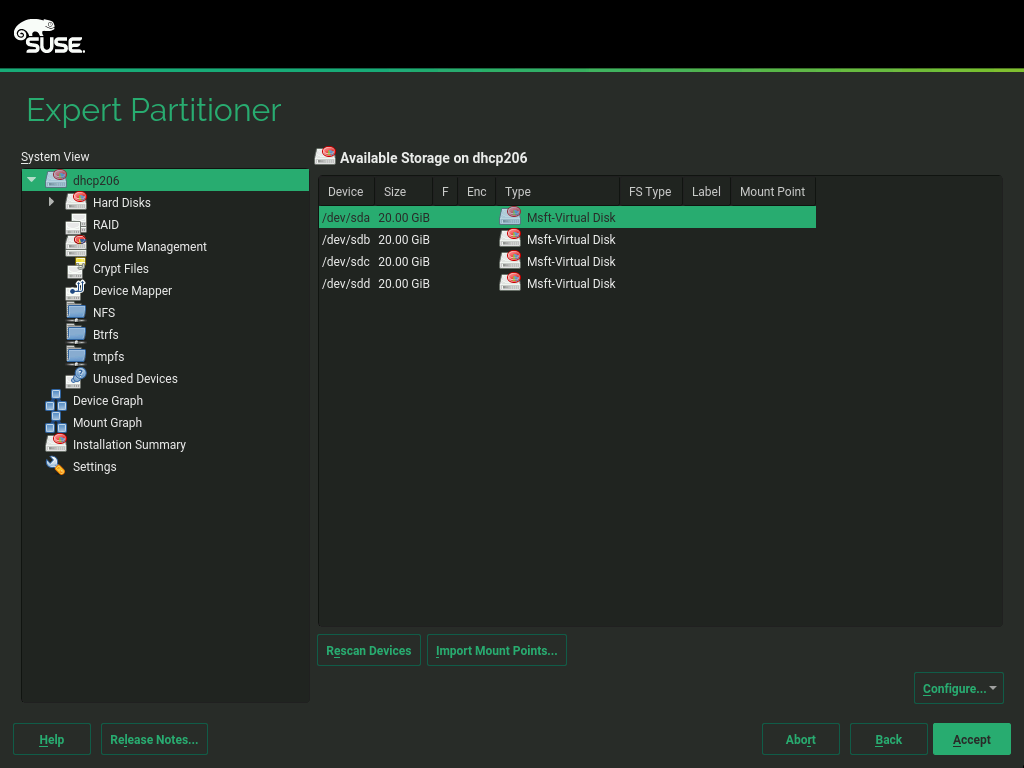 SUSE.
Expert Partitioner
System View
dhcp206
Hard Disks
RAID
Volume Management
Crypt Files
Device Mapper
NFS
Btrfs
tmpfs
Unused Devices
Device Graph
Mount Graph
Installation Summary
Settings
Available Storage on dhcp206
Device Size F Enc Type FS Type Label Mount Point
/dev/sda 20.00 GiB Msft-Virtual Disk
/dev/sdb 20.00 GiB Msft-Virtual Disk
/dev/sdc 20.00 GiB Msft-Virtual Disk
/dev/sdd 20.00 GiB Msft-Virtual Disk
Rescan Devices Import Mount Points...
Configure...
Help Release Notes... Abort Back Accept